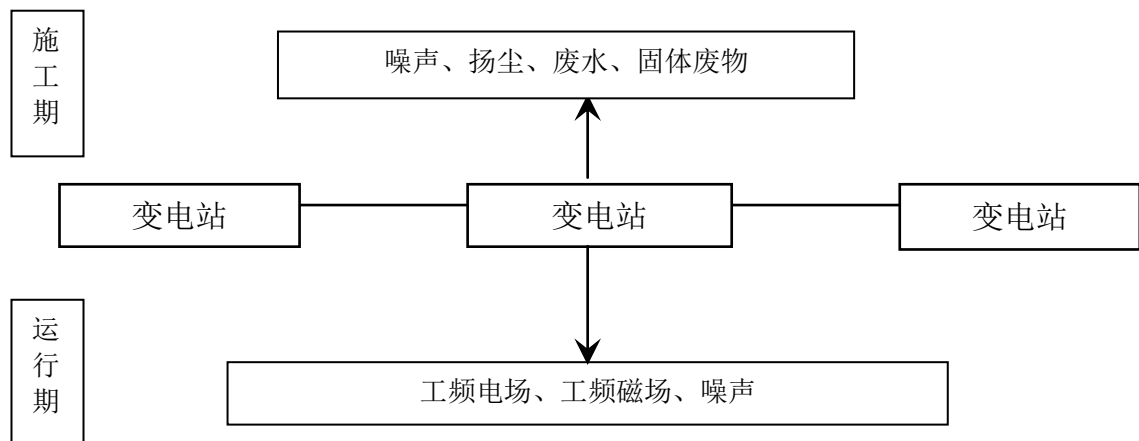 施工期
噪声、扬尘、废水、固体废物
变电站
变电站
变电站
运行期
工频电场、工频磁场、噪声